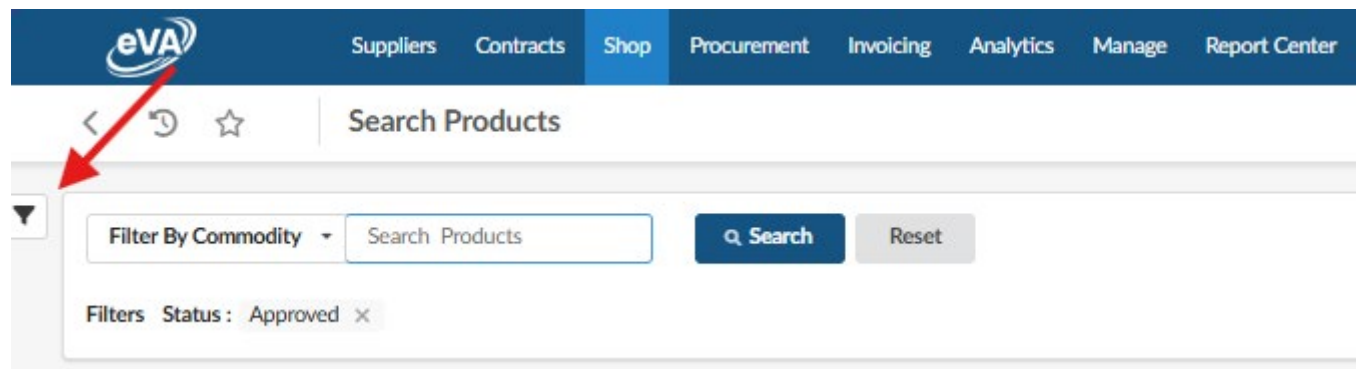 eVA Suppliers Contracts Shop Procurement Invoicing Analytics Manage Report Center
Search Products
Filter By Commodity Search Products Search Reset
Filters Status : Approved